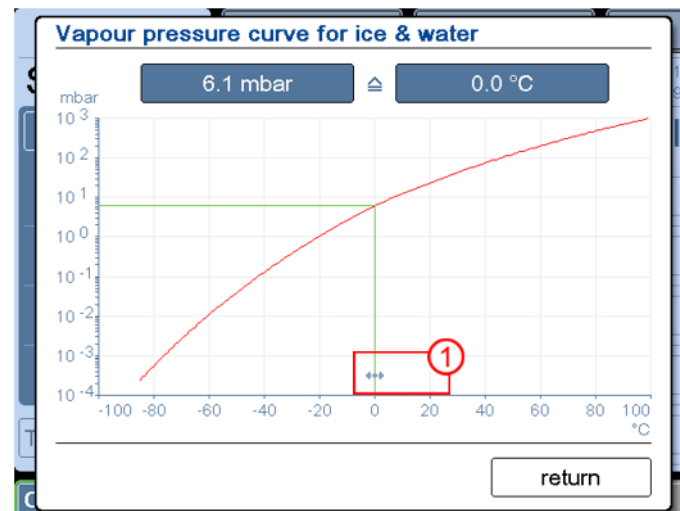 Vapour pressure curve for ice & water
6.1 mbar ≙ 0.0 °C
mbar
10 3
10 2
10 1
10 0
10 -1
10 -2
10 -3
10 -4
-100 -80 -60 -40 -20 0 20 40 60 80 100
°C
1
return